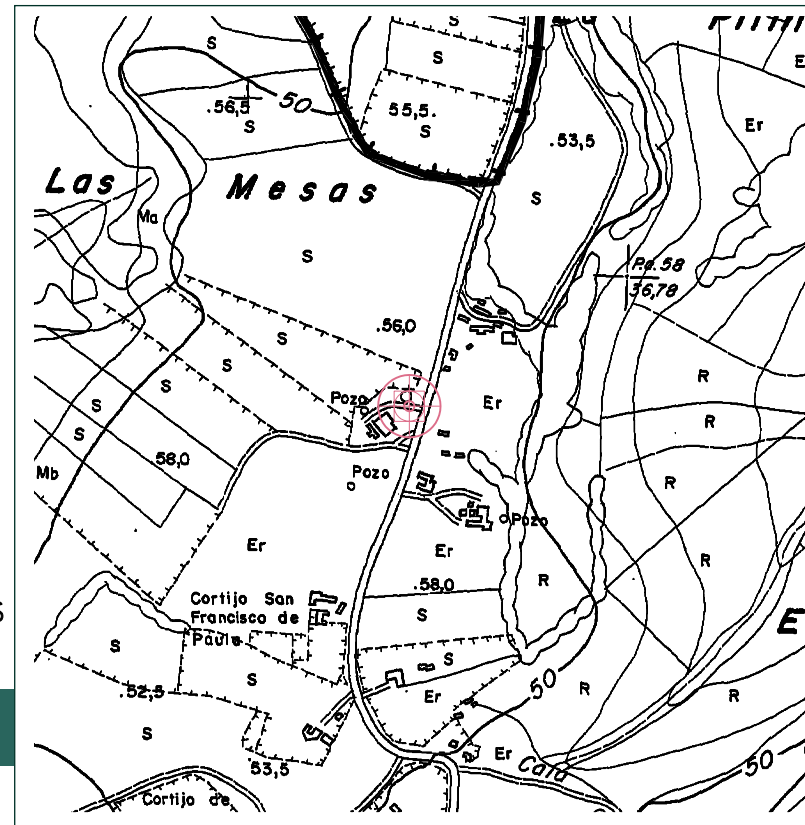 S
S
Er
.56,5
50
55,5.
S
S
.53,5
Er
Las Mesas
S
Ma
S
P.a. 58
36,78
.56,0
S
S
S
S
S
R
R
Pozo
Er
58,0
Mb
Pozo
R
Pozo
Er
Er
R
R
.58,0
Cortijo San
Francisco de
Paula
S
S
E
S
S
.52,5
Er
50
R
R
S
53,5
Er
50
Cortijo de